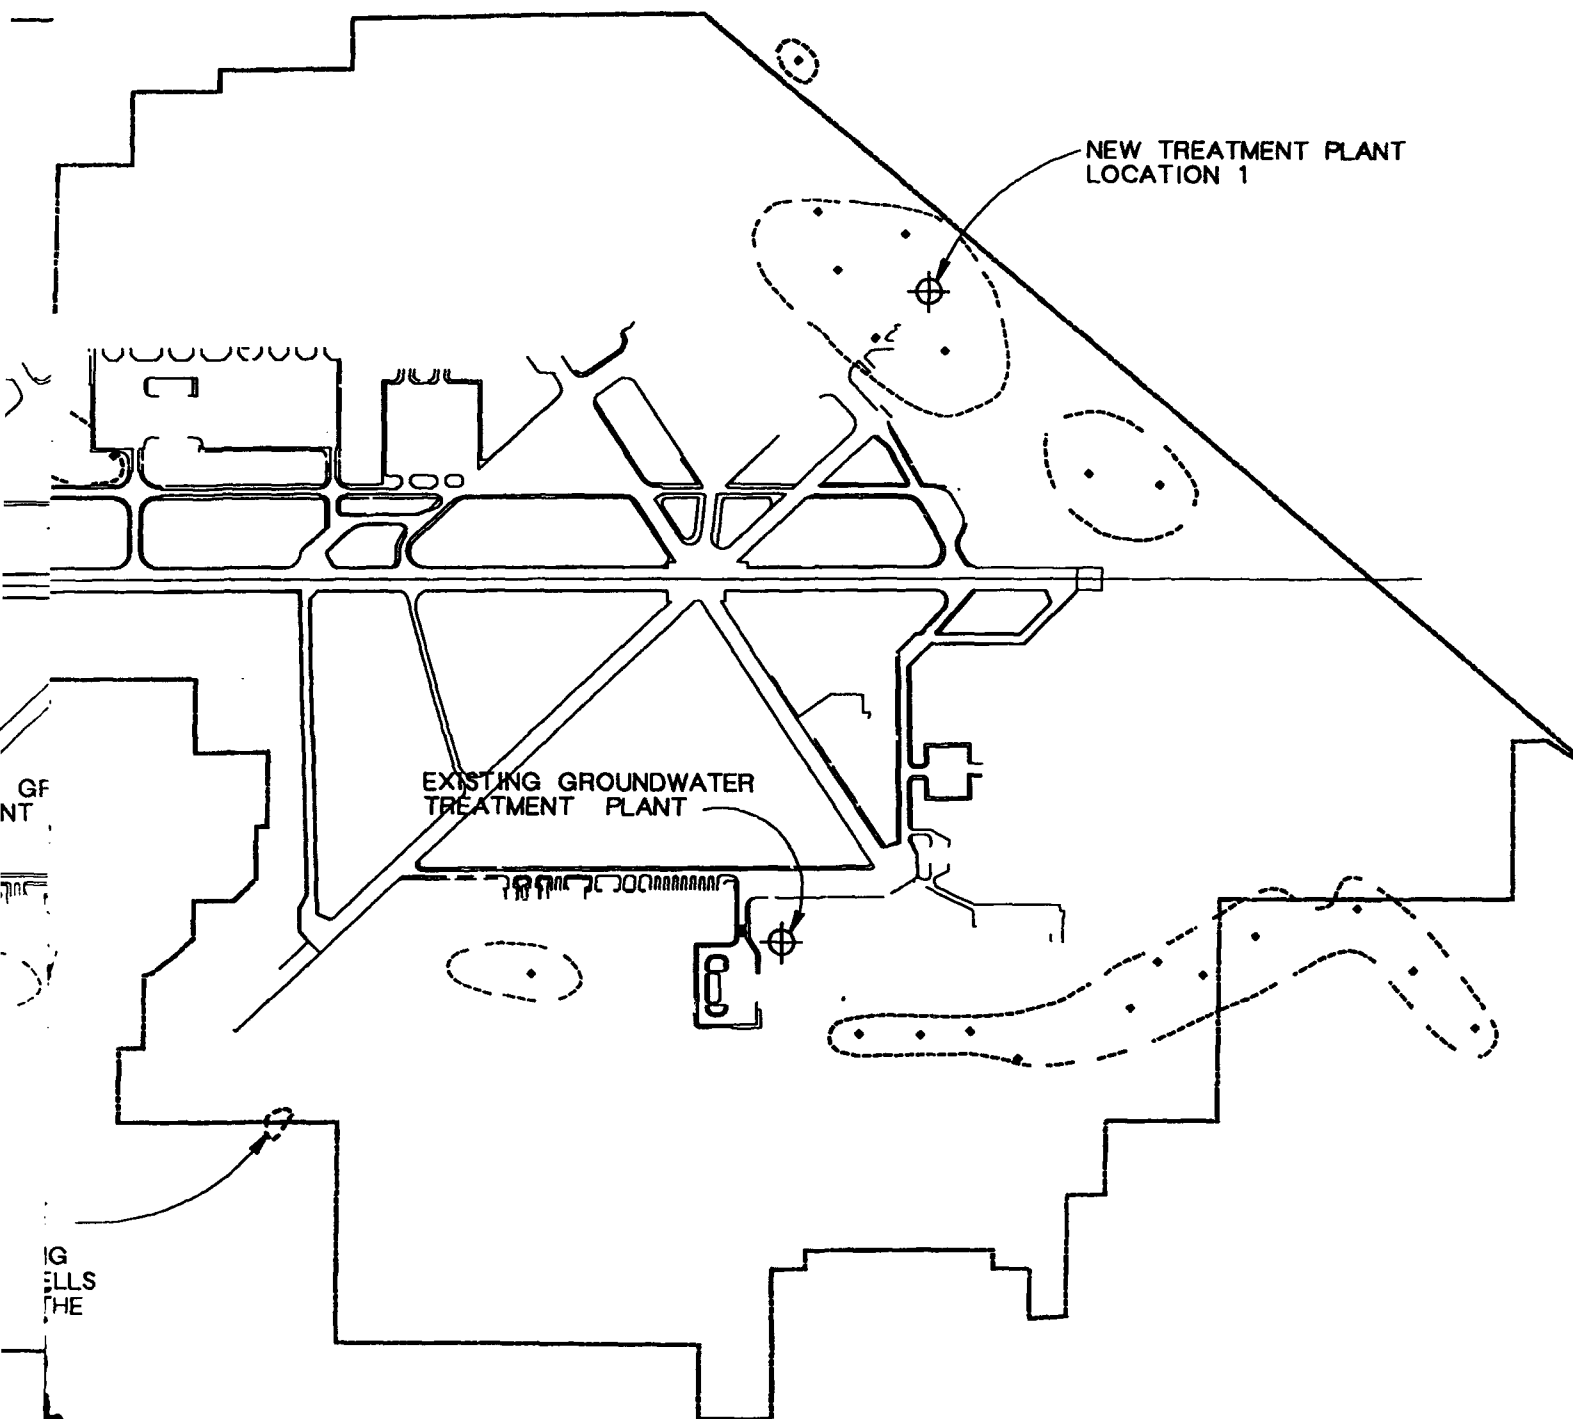 NEW TREATMENT PLANT
LOCATION 1
EXISTING GROUNDWATER
TREATMENT PLANT